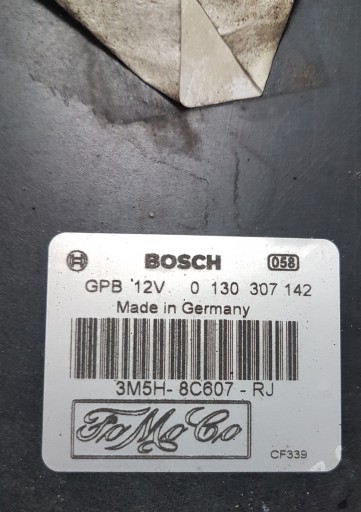 BOSCH 058
GPB 12V. 0 130 307 142
Made in Germany
3M5H- 8C607 - RJ
FoMoCo
CF339